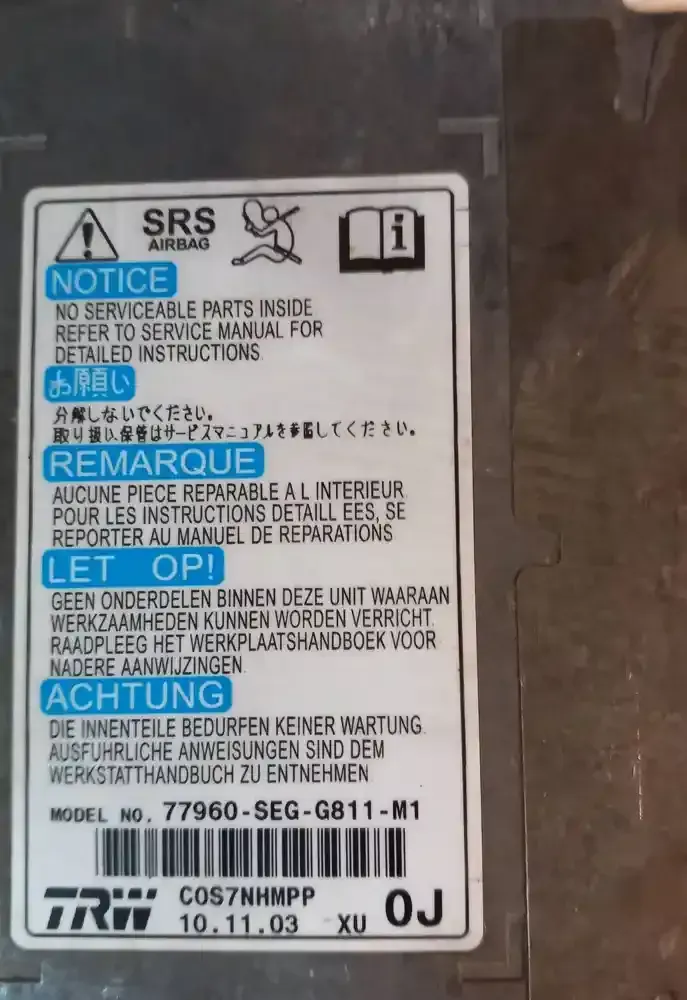 SRS
AIRBAG
NOTICE
NO SERVICEABLE PARTS INSIDE
REFER TO SERVICE MANUAL FOR
DETAILED INSTRUCTIONS.
お願い
分解しないでください。
取り扱い、保管はサービスマニュアルを参照してください。
REMARQUE
AUCUNE PIECE REPARABLE A L INTERIEUR.
POUR LES INSTRUCTIONS DETAILL EES, SE
REPORTER AU MANUEL DE REPARATIONS
LET OP!
GEEN ONDERDELEN BINNEN DEZE UNIT WAARAAN
WERKZAAMHEDEN KUNNEN WORDEN VERRICHT.
RAADPLEEG HET WERKPLAATSHANDBOEK VOOR
NADERE AANWIJZINGEN.
ACHTUNG
DIE INNENTEILE BEDURFEN KEINER WARTUNG.
AUSFUHRLICHE ANWEISUNGEN SIND DEM
WERKSTATTHANDBUCH ZU ENTNEHMEN.
MODEL NO. 77960-SEG-G811-M1
TRW COS7NHMPP 0J
10.11.03 XU